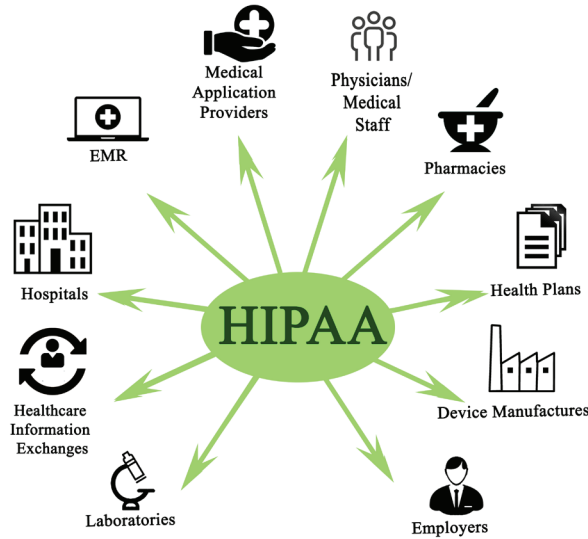 Medical
Application
Providers
Physicians/
Medical
Staff
EMR
Pharmacies
Hospitals
Health Plans
HIPAA
Healthcare
Information
Exchanges
Device Manufactures
Laboratories
Employers